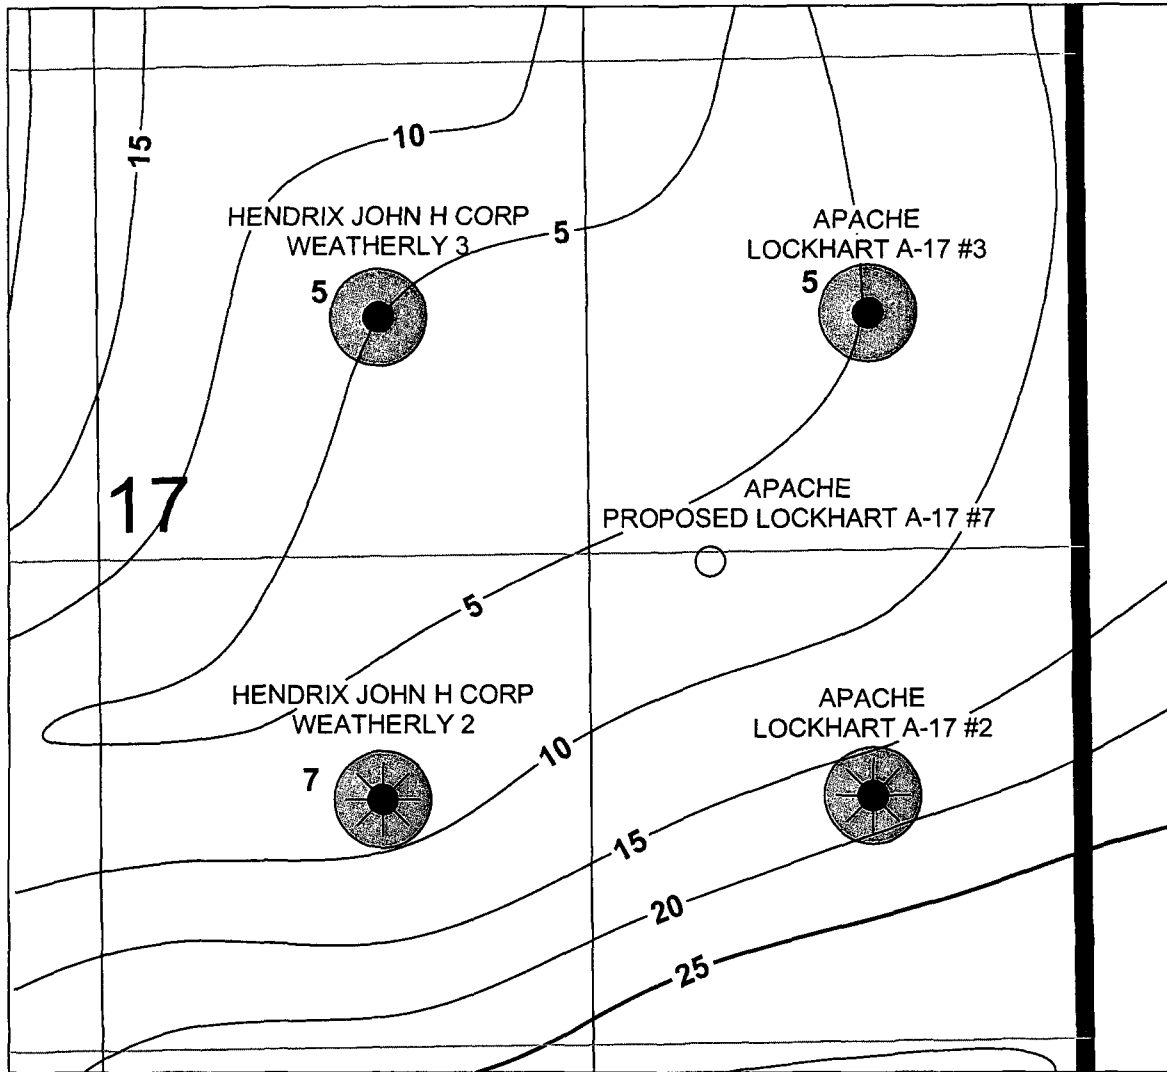 15
10
HENDRIX JOHN H CORP
WEATHERLY 3
5
5
APACHE
LOCKHART A-17 #3
5
17
APACHE
PROPOSED LOCKHART A-17 #7
5
HENDRIX JOHN H CORP
WEATHERLY 2
7
10
APACHE
LOCKHART A-17 #2
15
20
25